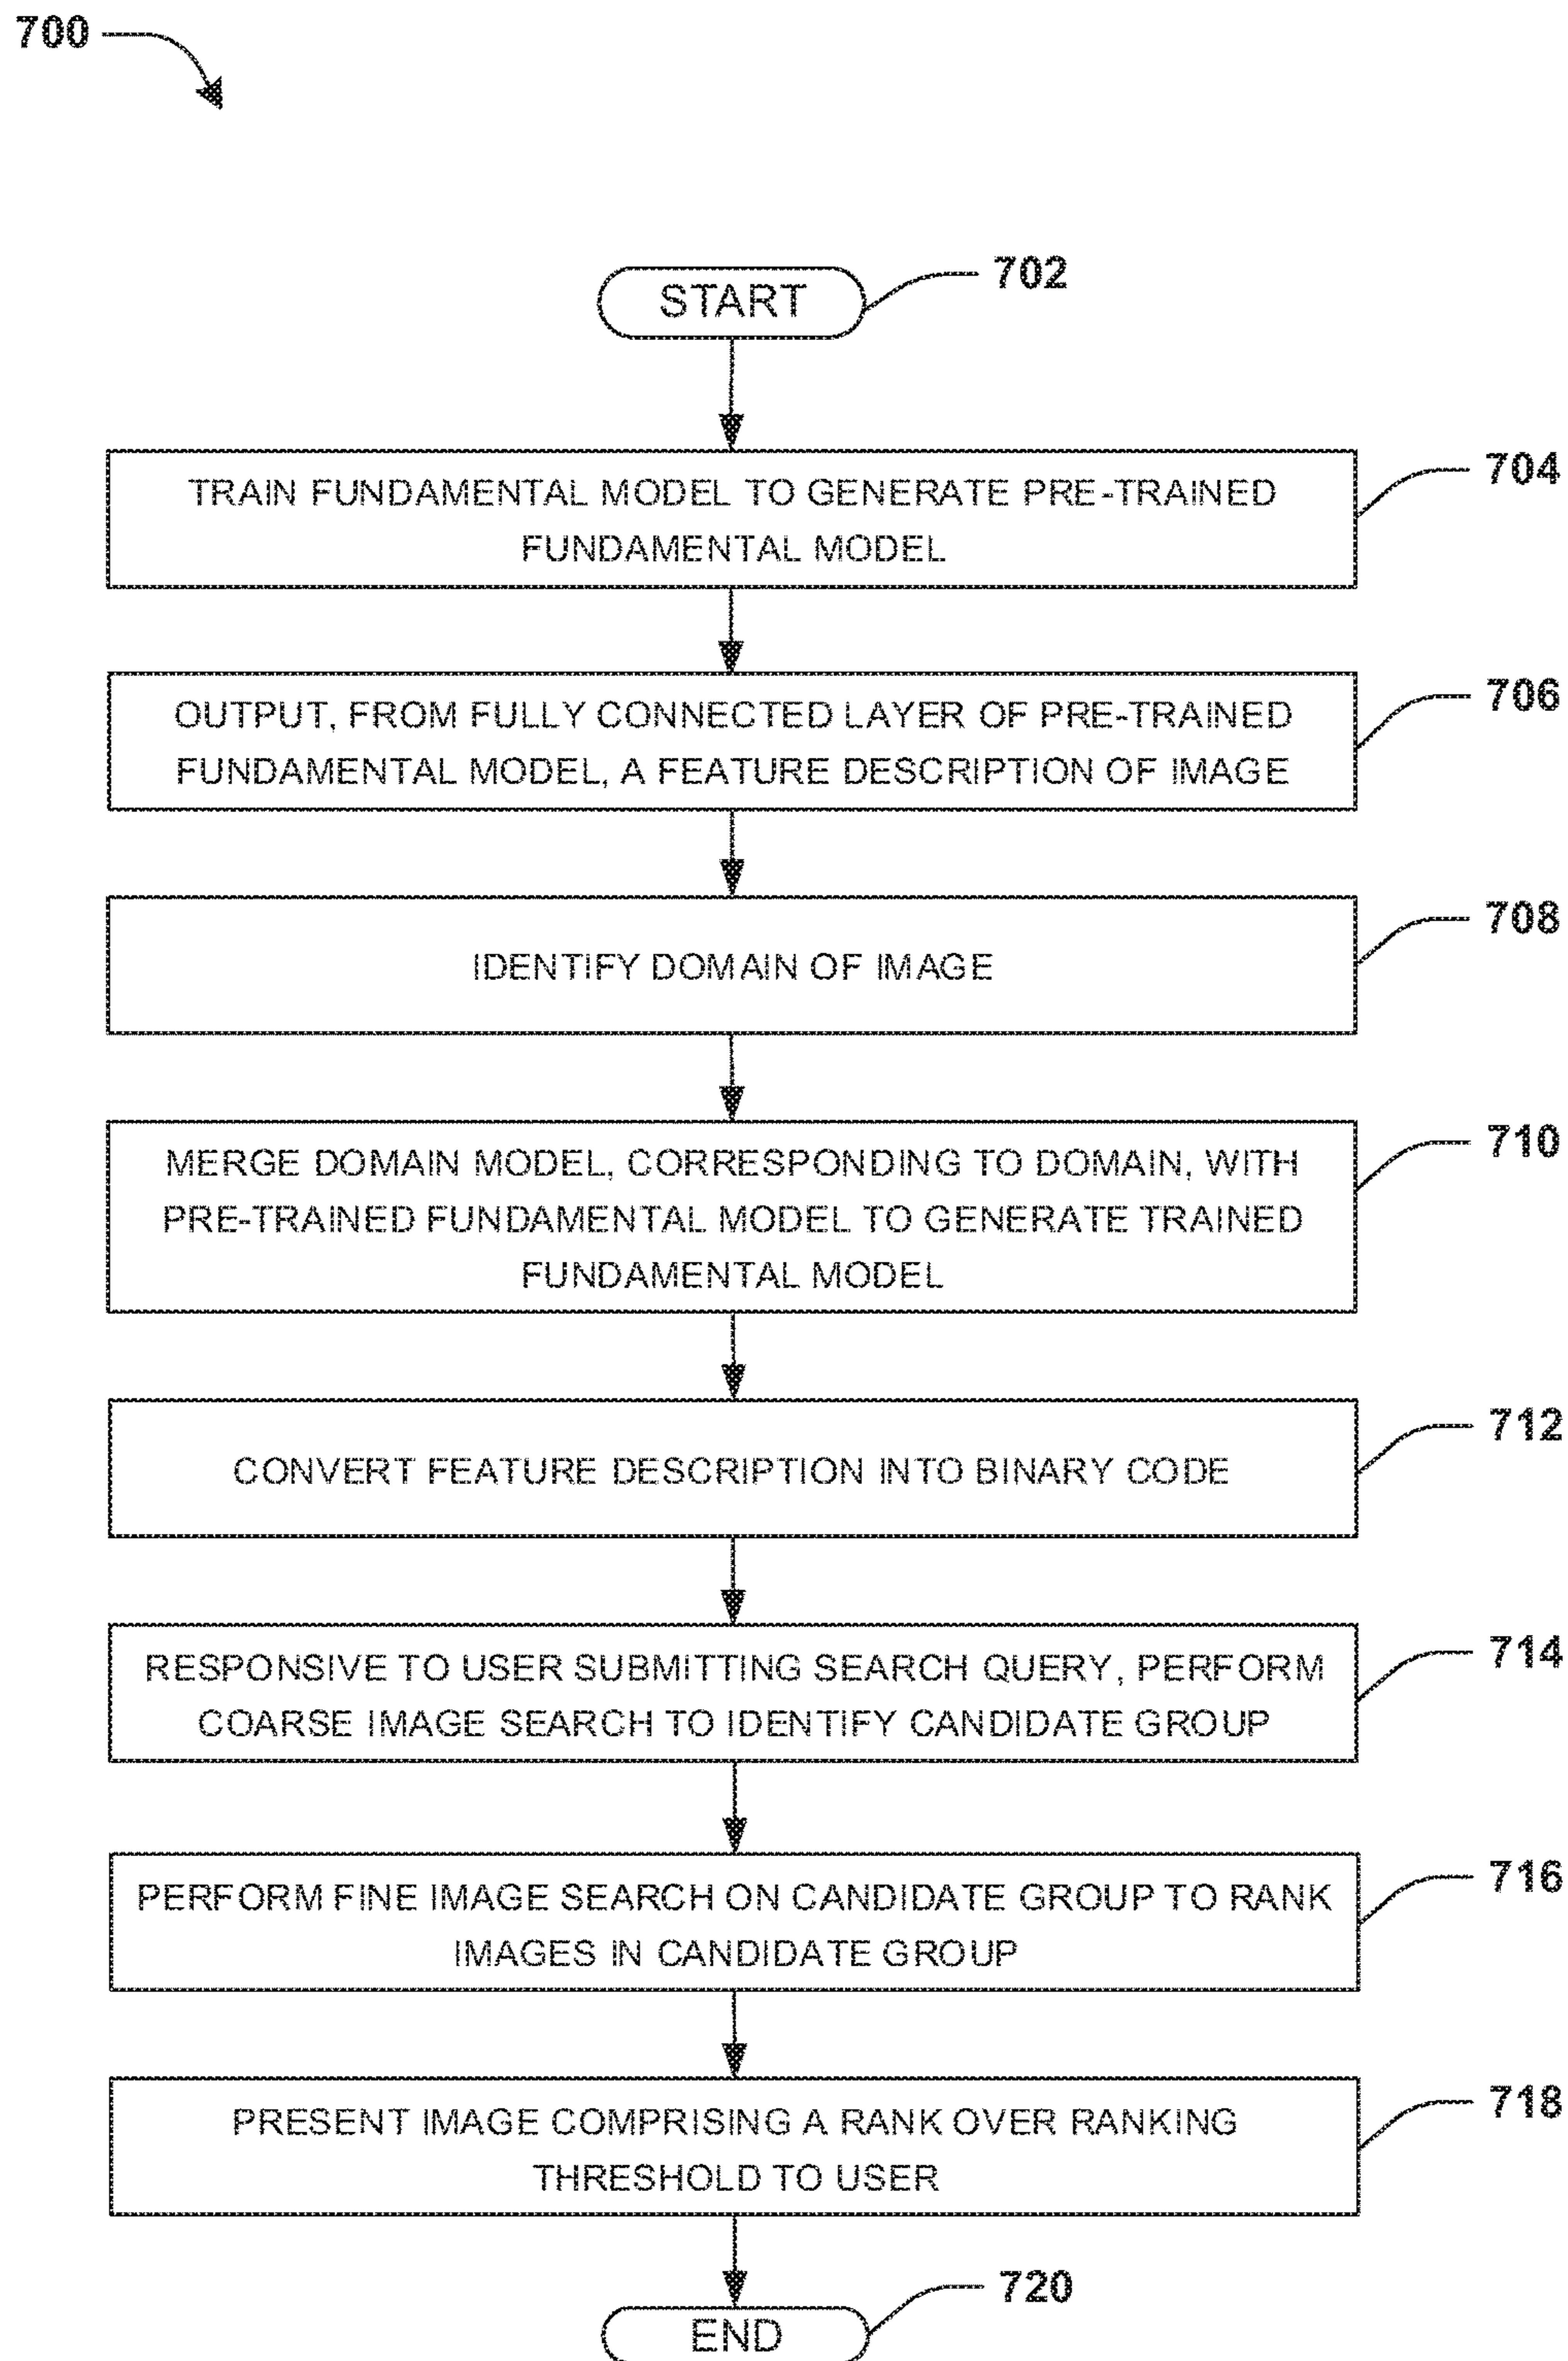 700
START
702
TRAIN FUNDAMENTAL MODEL TO GENERATE PRE-TRAINED
FUNDAMENTAL MODEL
704
OUTPUT, FROM FULLY CONNECTED LAYER OF PRE-TRAINED
FUNDAMENTAL MODEL, A FEATURE DESCRIPTION OF IMAGE
706
IDENTIFY DOMAIN OF IMAGE
708
MERGE DOMAIN MODEL, CORRESPONDING TO DOMAIN, WITH
PRE-TRAINED FUNDAMENTAL MODEL TO GENERATE TRAINED
FUNDAMENTAL MODEL
710
CONVERT FEATURE DESCRIPTION INTO BINARY CODE
712
RESPONSIVE TO USER SUBMITTING SEARCH QUERY, PERFORM
COARSE IMAGE SEARCH TO IDENTIFY CANDIDATE GROUP
714
PERFORM FINE IMAGE SEARCH ON CANDIDATE GROUP TO RANK
IMAGES IN CANDIDATE GROUP
716
PRESENT IMAGE COMPRISING A RANK OVER RANKING
THRESHOLD TO USER
718
END
720